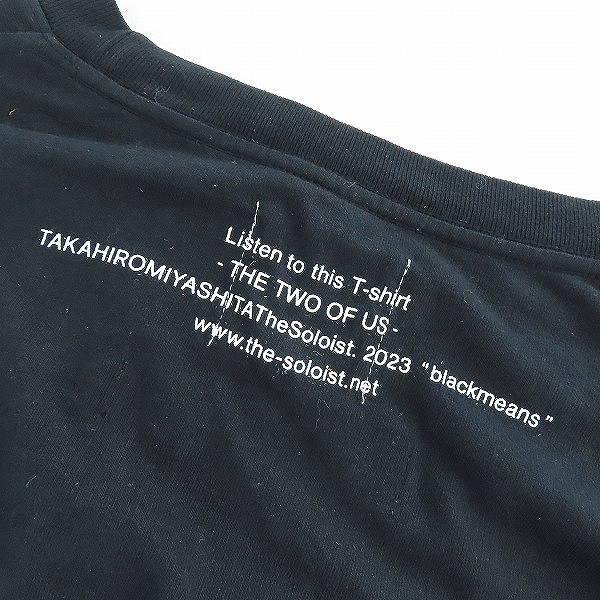 Listen to this T-shirt
- THE TWO OF US -
TAKAHIROMIYASHITATheSoloist. 2023 "blackmeans"
www.the-soloist.net